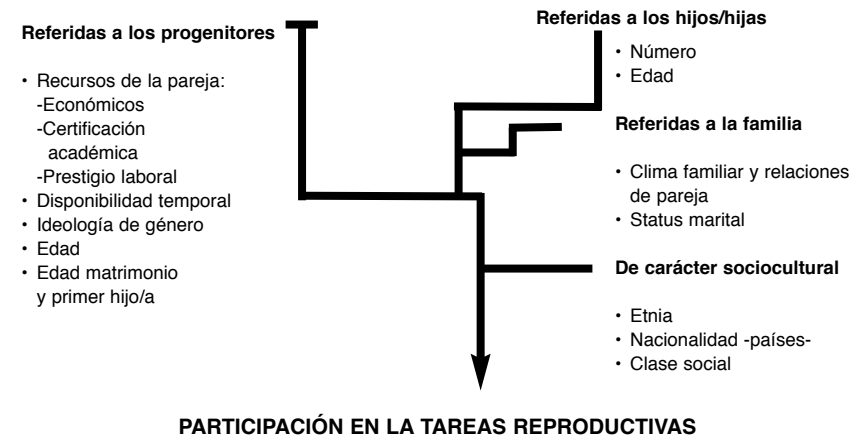 Referidas a los progenitores
• Recursos de la pareja:
-Económicos
-Certificación
académica
-Prestigio laboral
• Disponibilidad temporal
• Ideología de género
• Edad
• Edad matrimonio
y primer hijo/a
Referidas a los hijos/hijas
• Número
• Edad
Referidas a la familia
• Clima familiar y relaciones
de pareja
• Status marital
De carácter sociocultural
• Etnia
• Nacionalidad -países-
• Clase social
PARTICIPACIÓN EN LA TAREAS REPRODUCTIVAS